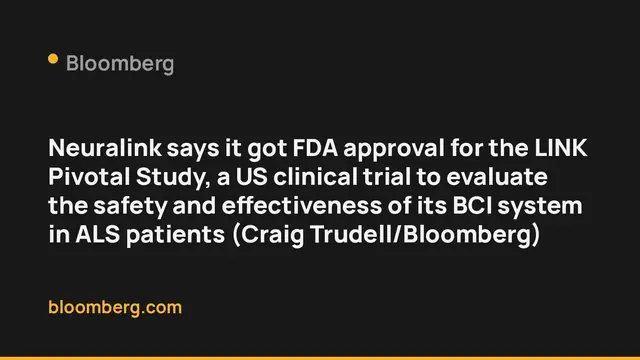 Bloomberg
Neuralink says it got FDA approval for the LINK
Pivotal Study, a US clinical trial to evaluate
the safety and effectiveness of its BCI system
in ALS patients (Craig Trudell/Bloomberg)
bloomberg.com